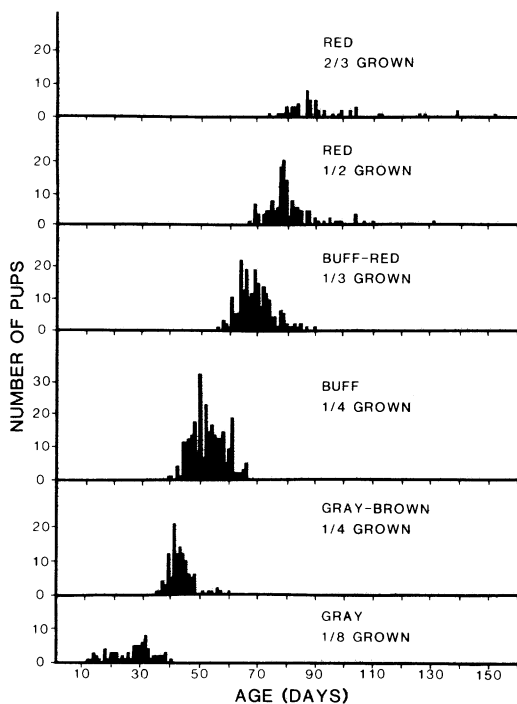 20
10
0
RED
2/3 GROWN
20
10
0
RED
1/2 GROWN
20
10
0
BUFF-RED
1/3 GROWN
30
20
10
0
BUFF
1/4 GROWN
20
10
0
GRAY-BROWN
1/4 GROWN
10
0
GRAY
1/8 GROWN
NUMBER OF PUPS
10 30 50 70 90 110 130 150
AGE (DAYS)